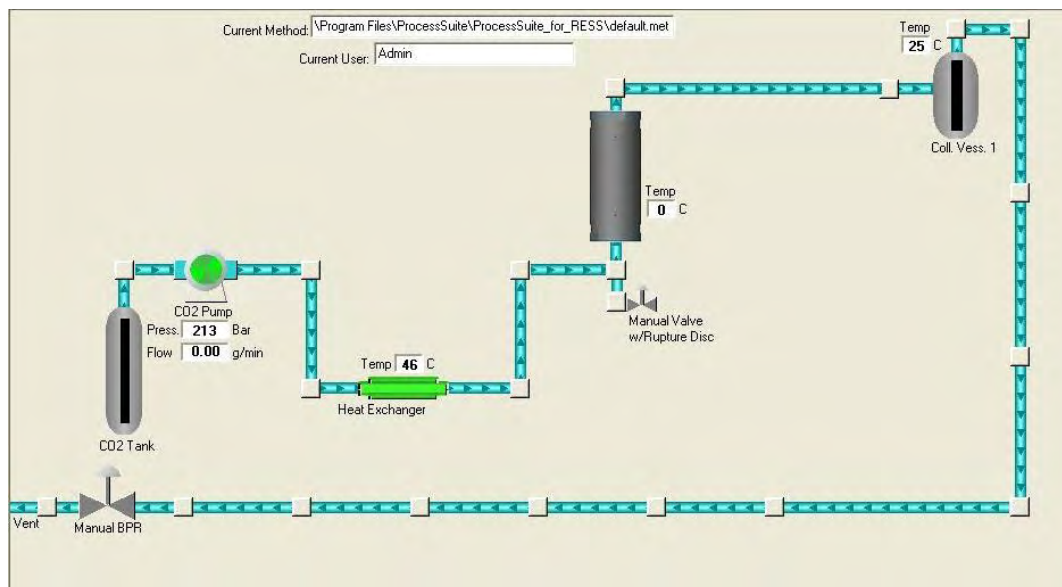 Current Method: \Program Files\ProcessSuite\ProcessSuite_for_RESS\default.met
Current User: Admin
Temp
25 C
Coll. Vess. 1
Temp
0 C
CO2 Pump
Press. 213 Bar
Flow 0.00 g/min
Manual Valve
w/Rupture Disc
Temp 46 C
Heat Exchanger
CO2 Tank
Vent
Manual BPR